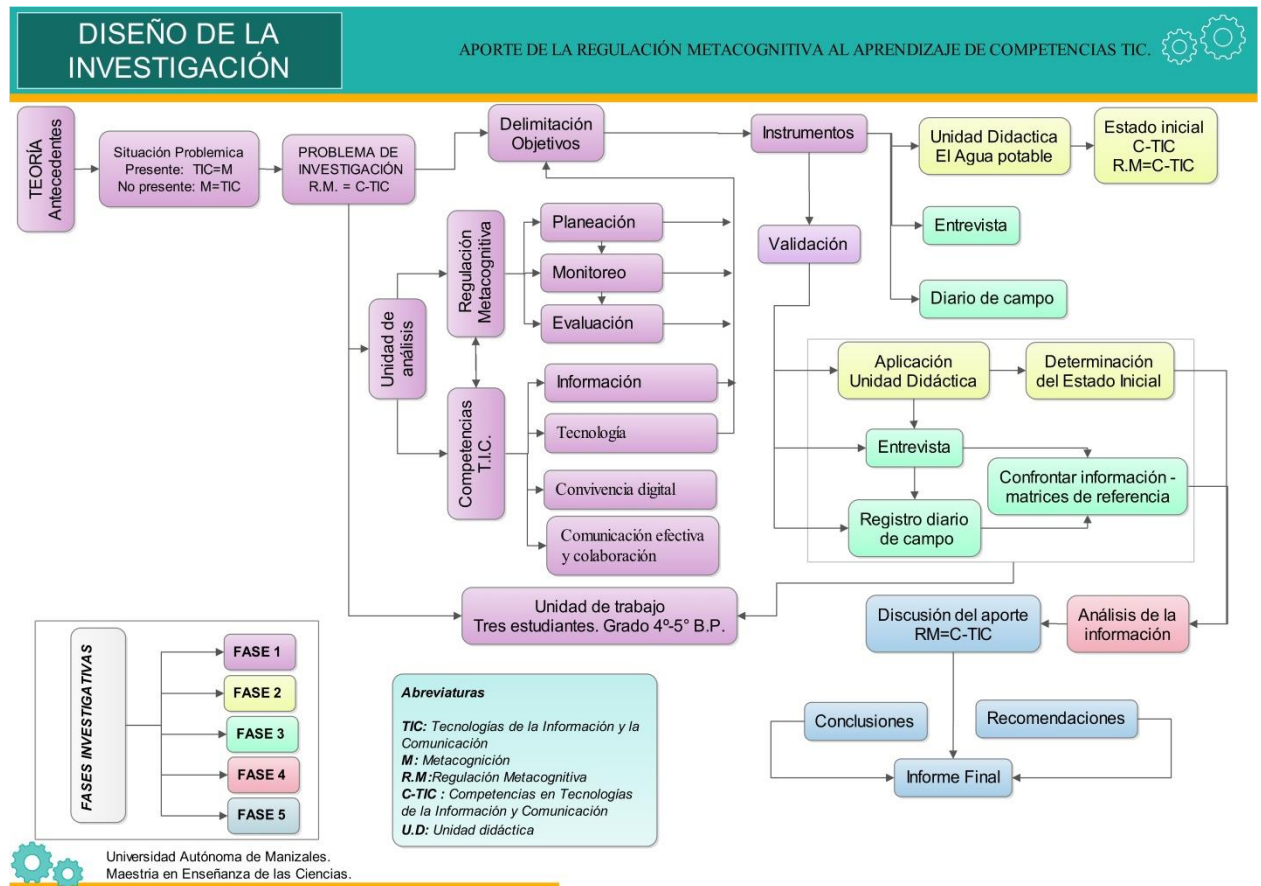 DISEÑO DE LA
INVESTIGACIÓN
APORTE DE LA REGULACIÓN METACOGNITIVA AL APRENDIZAJE DE COMPETENCIAS TIC.
TEORÍA
Antecedentes
Situación Problemica
Presente: TIC=M
No presente: M=TIC
PROBLEMA DE
INVESTIGACIÓN
R.M. = C-TIC
Delimitación
Objetivos
Instrumentos
Unidad Didactica
El Agua potable
Estado inicial
C-TIC
R.M=C-TIC
Entrevista
Diario de campo
Validación
Unidad de
análisis
Regulación
Metacognitiva
Planeación
Monitoreo
Evaluación
Competencias
T.I.C.
Información
Tecnología
Convivencia digital
Comunicación efectiva
y colaboración
Aplicación
Unidad Didáctica
Determinación
del Estado Inicial
Entrevista
Confrontar información -
matrices de referencia
Registro diario
de campo
Unidad de trabajo
Tres estudiantes. Grado 4º-5° B.P.
Discusión del aporte
RM=C-TIC
Análisis de la
información
Conclusiones
Recomendaciones
Informe Final
FASES INVESTIGATIVAS
FASE 1
FASE 2
FASE 3
FASE 4
FASE 5
Abreviaturas
TIC: Tecnologías de la Información y la
Comunicación
M: Metacognición
R.M:Regulación Metacognitiva
C-TIC : Competencias en Tecnologías
de la Información y Comunicación
U.D: Unidad didáctica
Universidad Autónoma de Manizales.
Maestria en Enseñanza de las Ciencias.